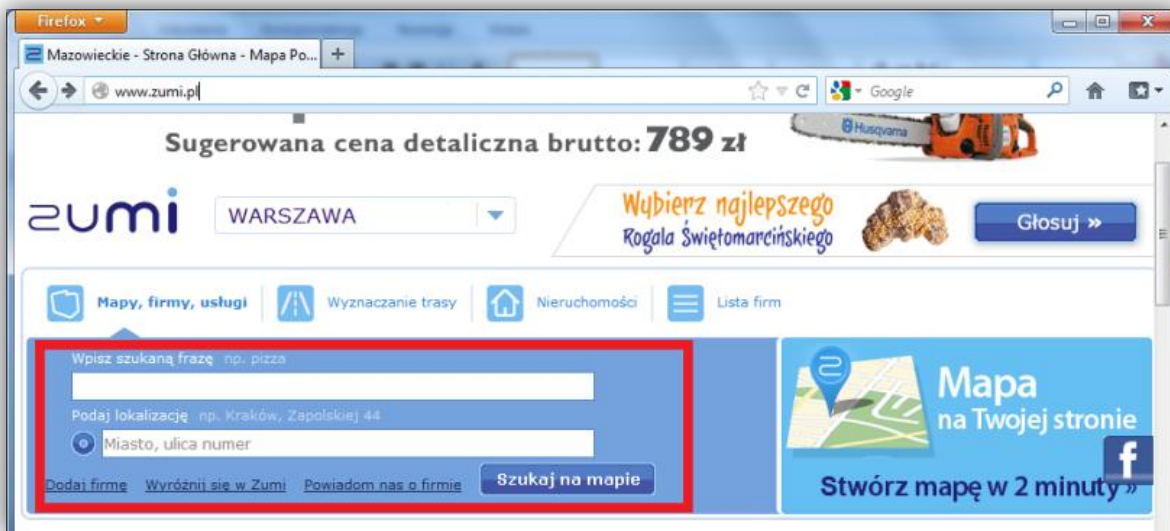 Firefox
Mazowieckie - Strona Główna - Mapa Po...
www.zumi.pl
Google
Sugerowana cena detaliczna brutto: 789 zł
Husqvarna
zumi
WARSZAWA
Wybierz najlepszego
Rogala Świętomarcińskiego
Głosuj »
Mapy, firmy, usługi
Wyznaczanie trasy
Nieruchomości
Lista firm
Wpisz szukaną frazę np. pizza
Podaj lokalizację np. Kraków, Zapolskiej 44
Miasto, ulica numer
Dodaj firmę Wyróżnij się w Zumi Powiadom nas o firmie
Szukaj na mapie
Mapa
na Twojej stronie
f
Stwórz mapę w 2 minuty »